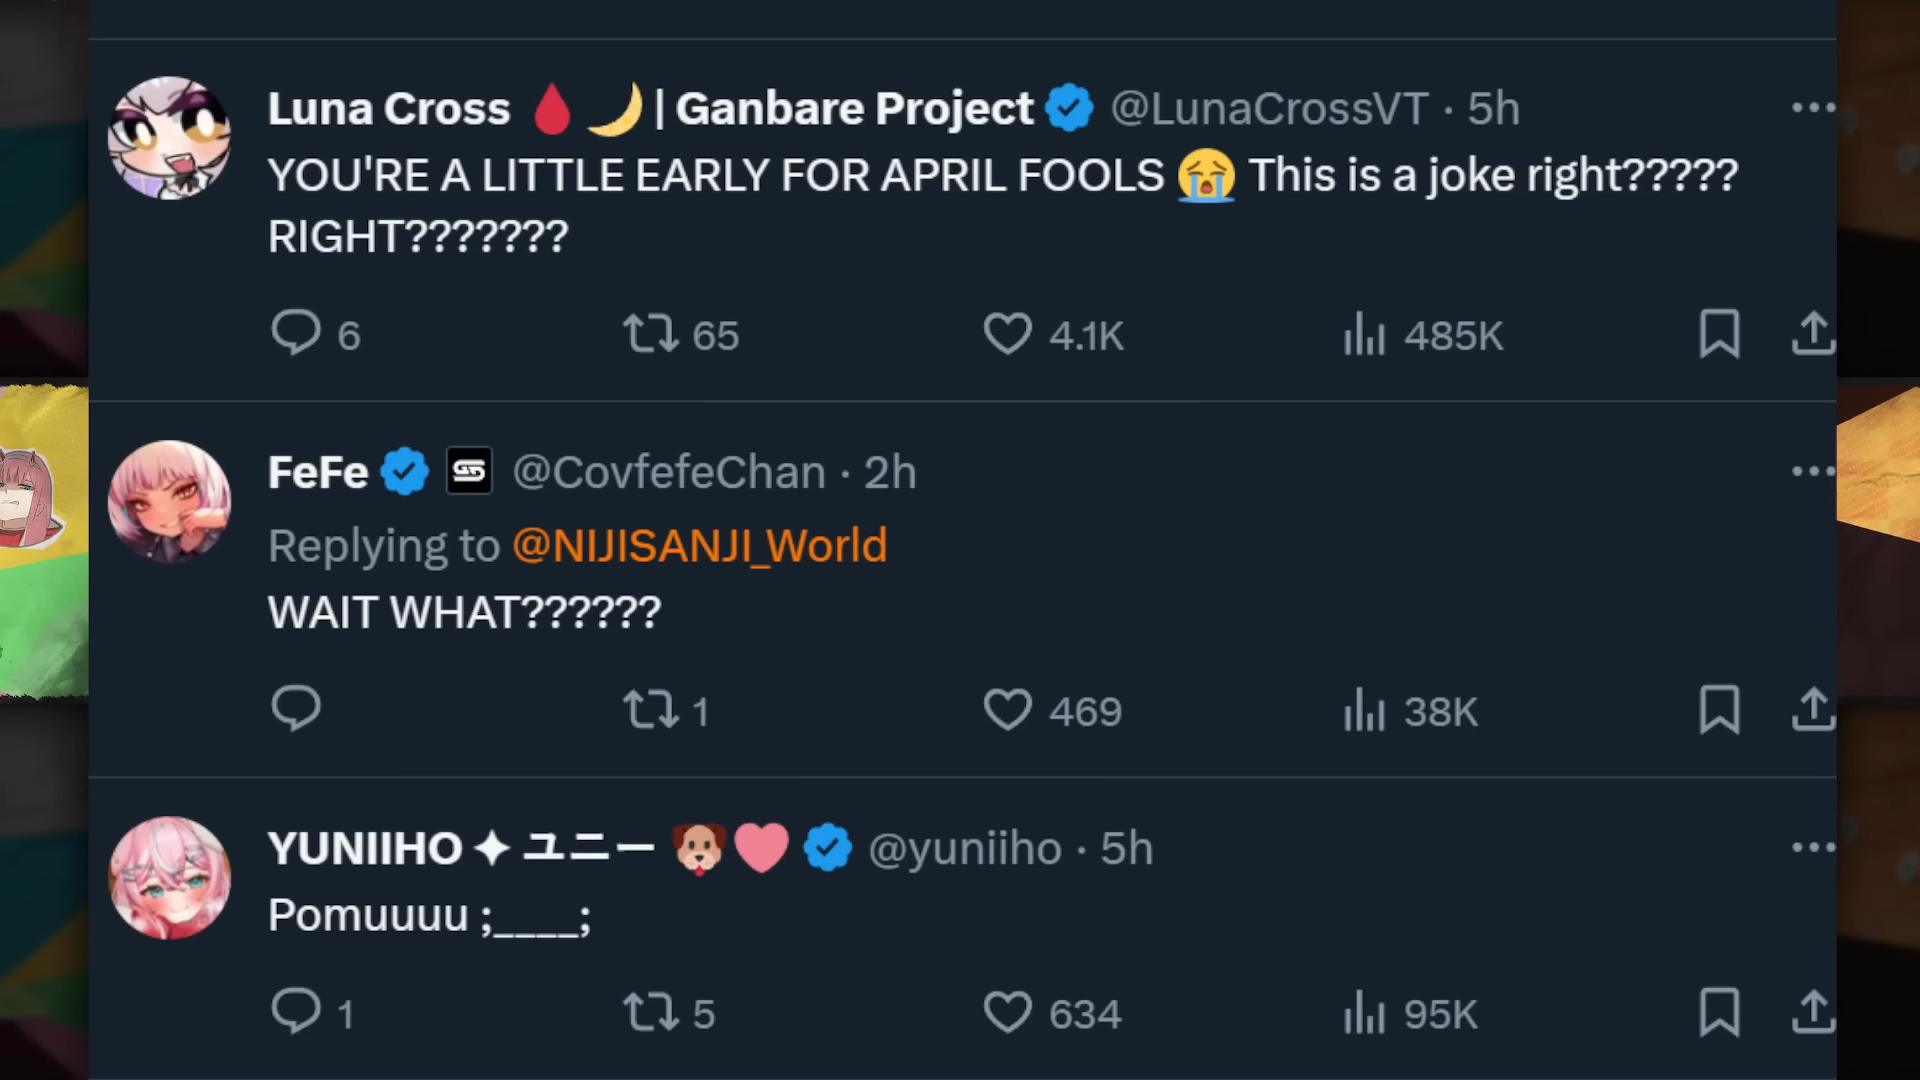 Luna Cross 🩸🌙 | Ganbare Project @LunaCrossVT · 5h
YOU'RE A LITTLE EARLY FOR APRIL FOOLS 😭 This is a joke right?????
RIGHT???????
6 65 4.1K 485K
FeFe @CovfefeChan · 2h
Replying to @NIJISANJI_World
WAIT WHAT??????
1 469 38K
YUNIIHO ✦ ユニー 🐶🩷 @yuniiho · 5h
Pomuuuu ;____;
1 5 634 95K